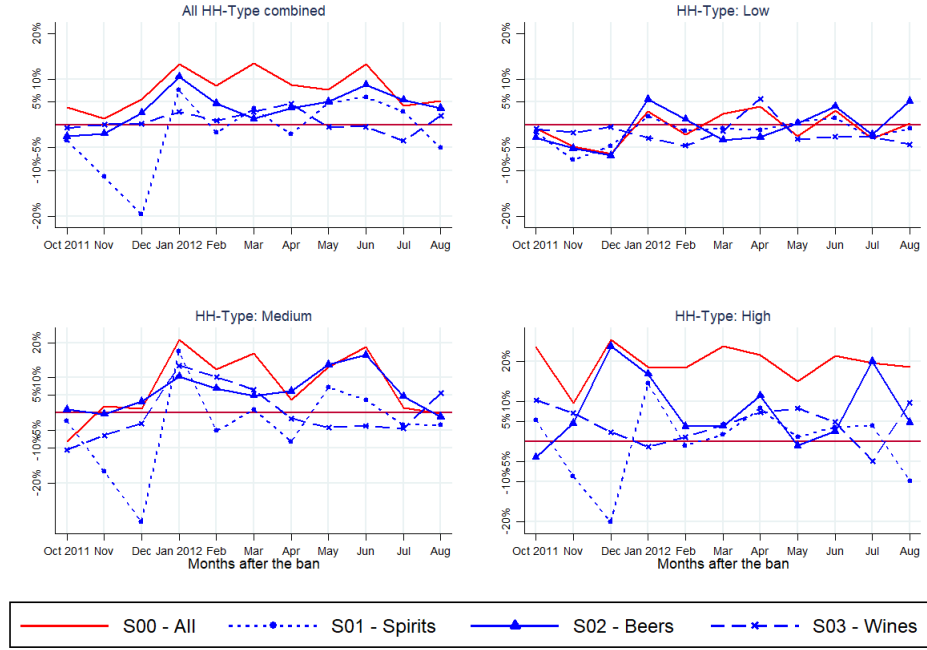 All HH-Type combined
20%
10%
5%
-5%
-10%
-20%
Oct 2011 Nov Dec Jan 2012 Feb Mar Apr May Jun Jul Aug
HH-Type: Low
20%
10%
5%
-5%
-10%
-20%
Oct 2011 Nov Dec Jan 2012 Feb Mar Apr May Jun Jul Aug
HH-Type: Medium
20%
10%
5%
-5%
-10%
-20%
Oct 2011 Nov Dec Jan 2012 Feb Mar Apr May Jun Jul Aug
Months after the ban
HH-Type: High
20%
10%
5%
-5%
-10%
-20%
Oct 2011 Nov Dec Jan 2012 Feb Mar Apr May Jun Jul Aug
Months after the ban
S00 - All S01 - Spirits S02 - Beers S03 - Wines